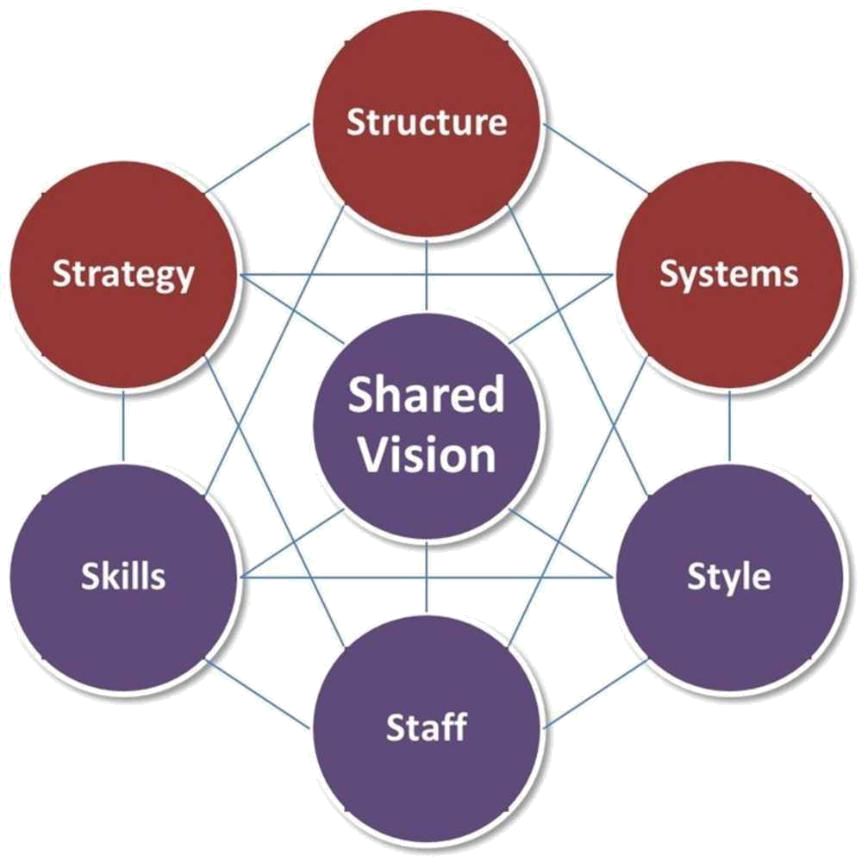 Structure
Strategy
Systems
Shared
Vision
Skills
Style
Staff